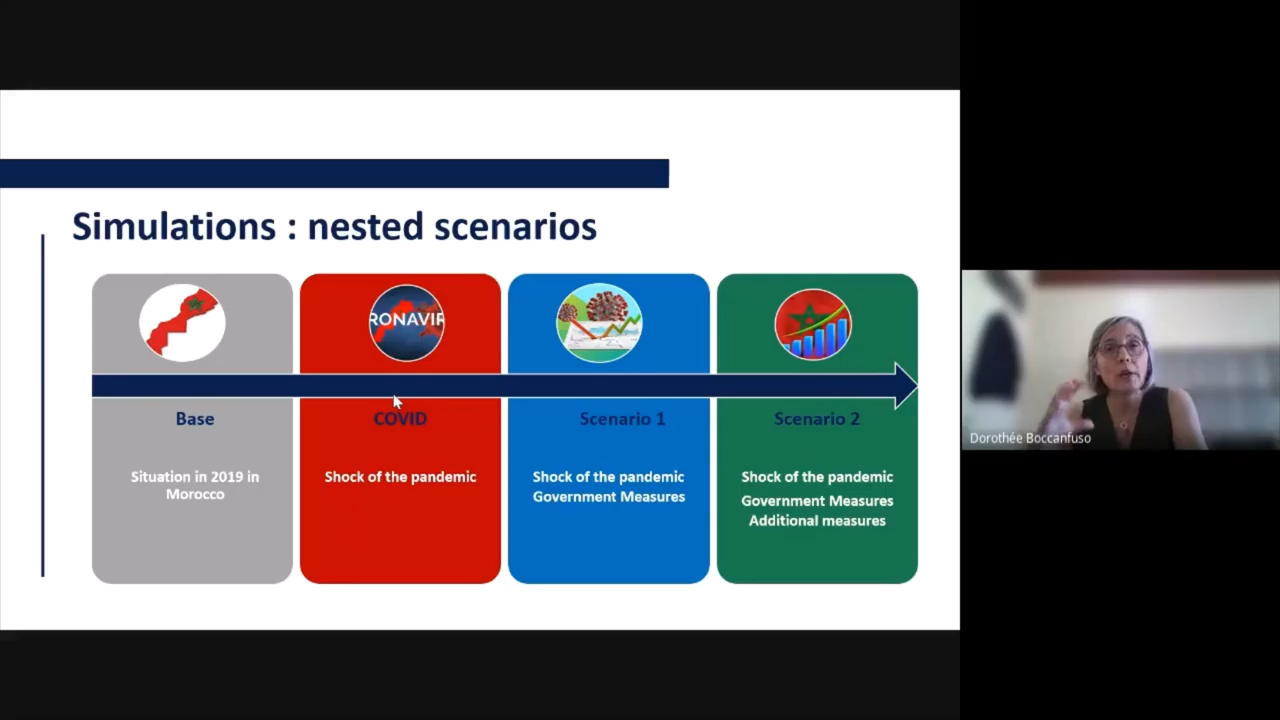 Simulations : nested scenarios
RONAVIR
Base
COVID
Scenario 1
Scenario 2
Situation in 2019 in
Morocco
Shock of the pandemic
Shock of the pandemic
Government Measures
Shock of the pandemic
Government Measures
Additional measures
Dorothée Boccanfuso